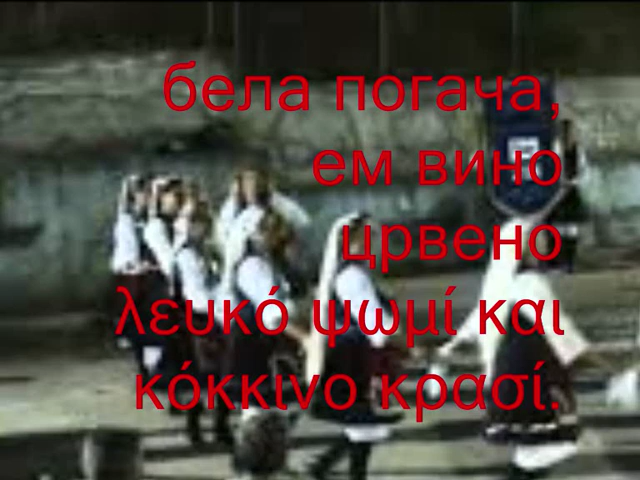 бела погача,
ем вино
црвено
λευκό ψωμί και
κόκκινο κρασί.